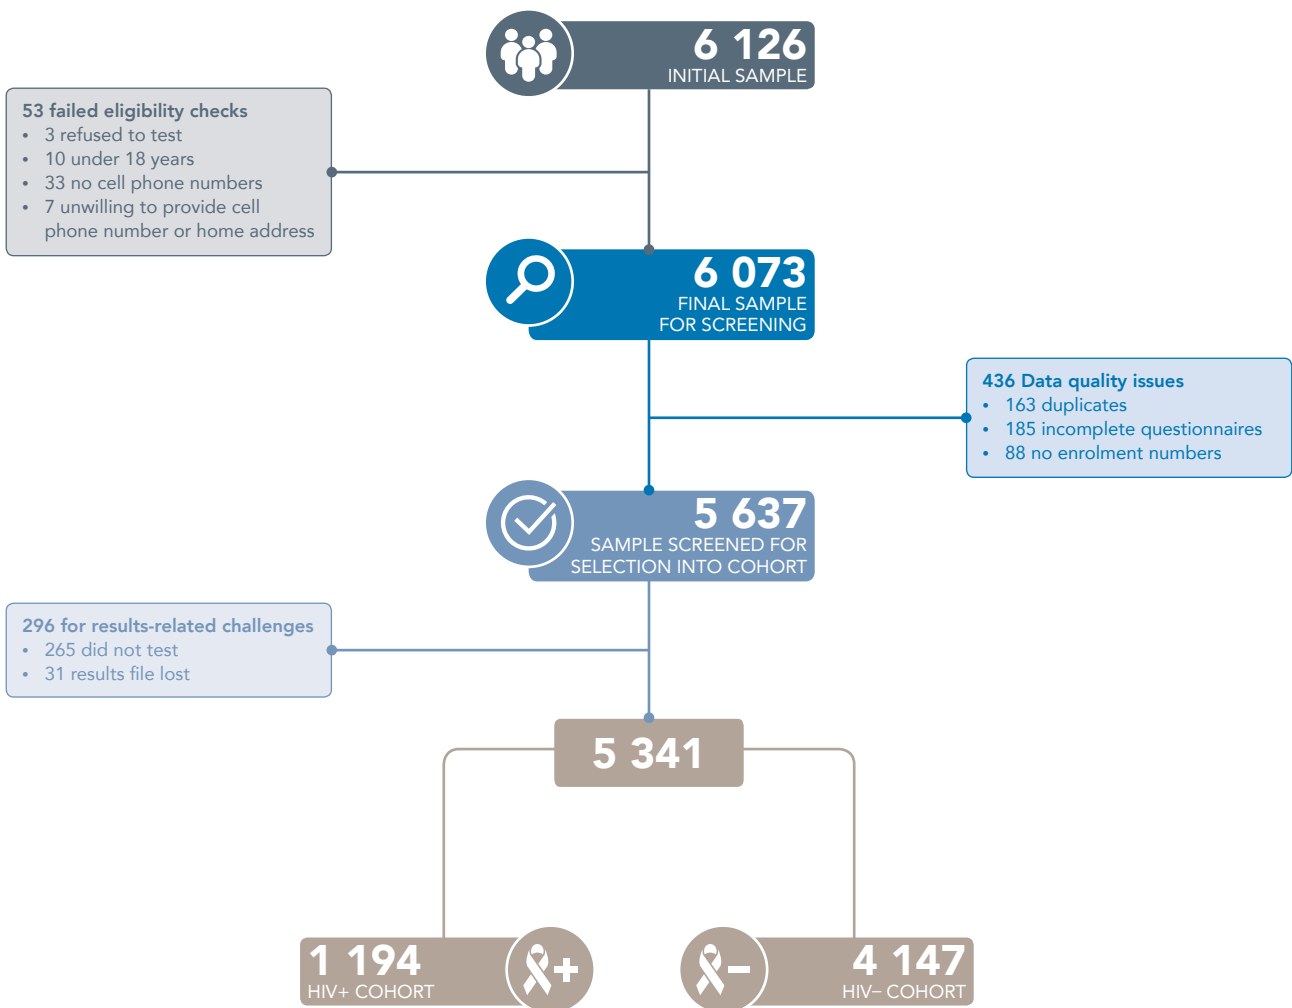 6 126
INITIAL SAMPLE
53 failed eligibility checks
• 3 refused to test
• 10 under 18 years
• 33 no cell phone numbers
• 7 unwilling to provide cell
phone number or home address
6 073
FINAL SAMPLE
FOR SCREENING
436 Data quality issues
• 163 duplicates
• 185 incomplete questionnaires
• 88 no enrolment numbers
5 637
SAMPLE SCREENED FOR
SELECTION INTO COHORT
296 for results-related challenges
• 265 did not test
• 31 results file lost
5 341
1 194
HIV+ COHORT
+
4 147
HIV– COHORT
–